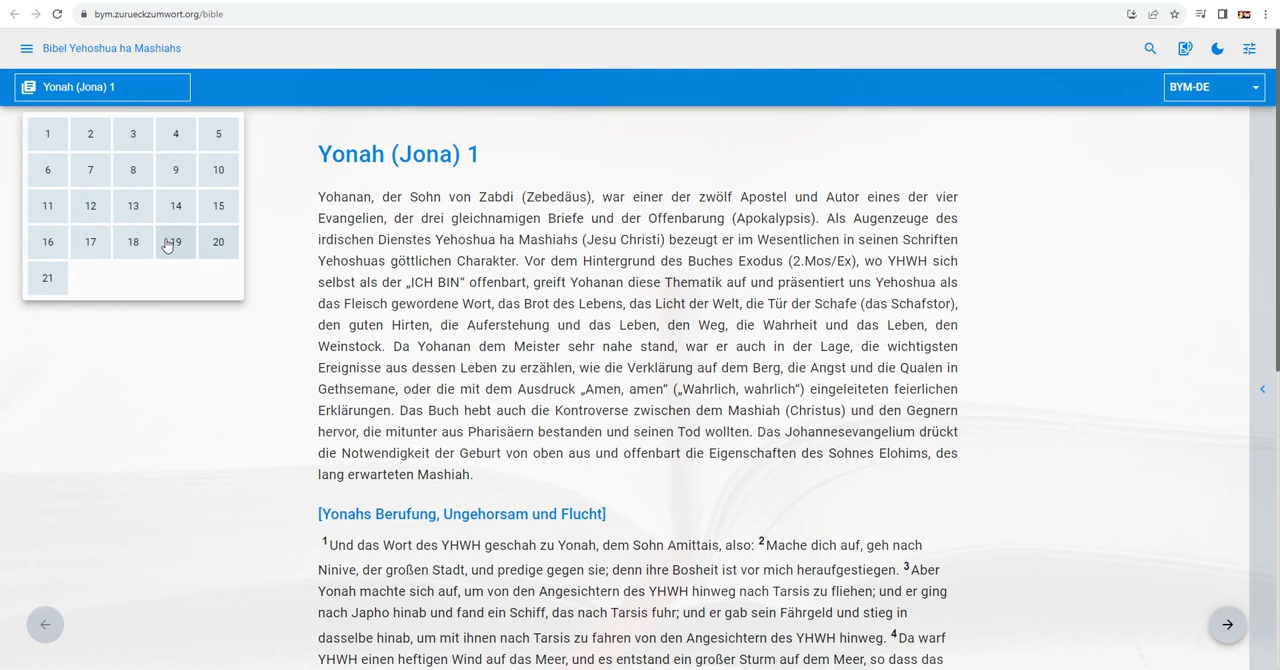 bym.zurueckzumwort.org/bible
Bibel Yehoshua ha Mashiahs
Yonah (Jona) 1
BYM-DE
1 2 3 4 5
6 7 8 9 10
11 12 13 14 15
16 17 18 19 20
21
Yonah (Jona) 1
Yohanan, der Sohn von Zabdi (Zebedäus), war einer der zwölf Apostel und Autor eines der vier
Evangelien, der drei gleichnamigen Briefe und der Offenbarung (Apokalypsis). Als Augenzeuge des
irdischen Dienstes Yehoshua ha Mashiahs (Jesu Christi) bezeugt er im Wesentlichen in seinen Schriften
Yehoshuas göttlichen Charakter. Vor dem Hintergrund des Buches Exodus (2.Mos/Ex), wo YHWH sich
selbst als der „ICH BIN“ offenbart, greift Yohanan diese Thematik auf und präsentiert uns Yehoshua als
das Fleisch gewordene Wort, das Brot des Lebens, das Licht der Welt, die Tür der Schafe (das Schafstor),
den guten Hirten, die Auferstehung und das Leben, den Weg, die Wahrheit und das Leben, den
Weinstock. Da Yohanan dem Meister sehr nahe stand, war er auch in der Lage, die wichtigsten
Ereignisse aus dessen Leben zu erzählen, wie die Verklärung auf dem Berg, die Angst und die Qualen in
Gethsemane, oder die mit dem Ausdruck „Amen, amen“ („Wahrlich, wahrlich“) eingeleiteten feierlichen
Erklärungen. Das Buch hebt auch die Kontroverse zwischen dem Mashiah (Christus) und den Gegnern
hervor, die mitunter aus Pharisäern bestanden und seinen Tod wollten. Das Johannesevangelium drückt
die Notwendigkeit der Geburt von oben aus und offenbart die Eigenschaften des Sohnes Elohims, des
lang erwarteten Mashiah.
[Yonahs Berufung, Ungehorsam und Flucht]
1 Und das Wort des YHWH geschah zu Yonah, dem Sohn Amittais, also: 2 Mache dich auf, geh nach
Ninive, der großen Stadt, und predige gegen sie; denn ihre Bosheit ist vor mich heraufgestiegen. 3 Aber
Yonah machte sich auf, um von den Angesichtern des YHWH hinweg nach Tarsis zu fliehen; und er ging
nach Japho hinab und fand ein Schiff, das nach Tarsis fuhr; und er gab sein Fährgeld und stieg in
dasselbe hinab, um mit ihnen nach Tarsis zu fahren von den Angesichtern des YHWH hinweg. 4 Da warf
YHWH einen heftigen Wind auf das Meer, und es entstand ein großer Sturm auf dem Meer, so dass das